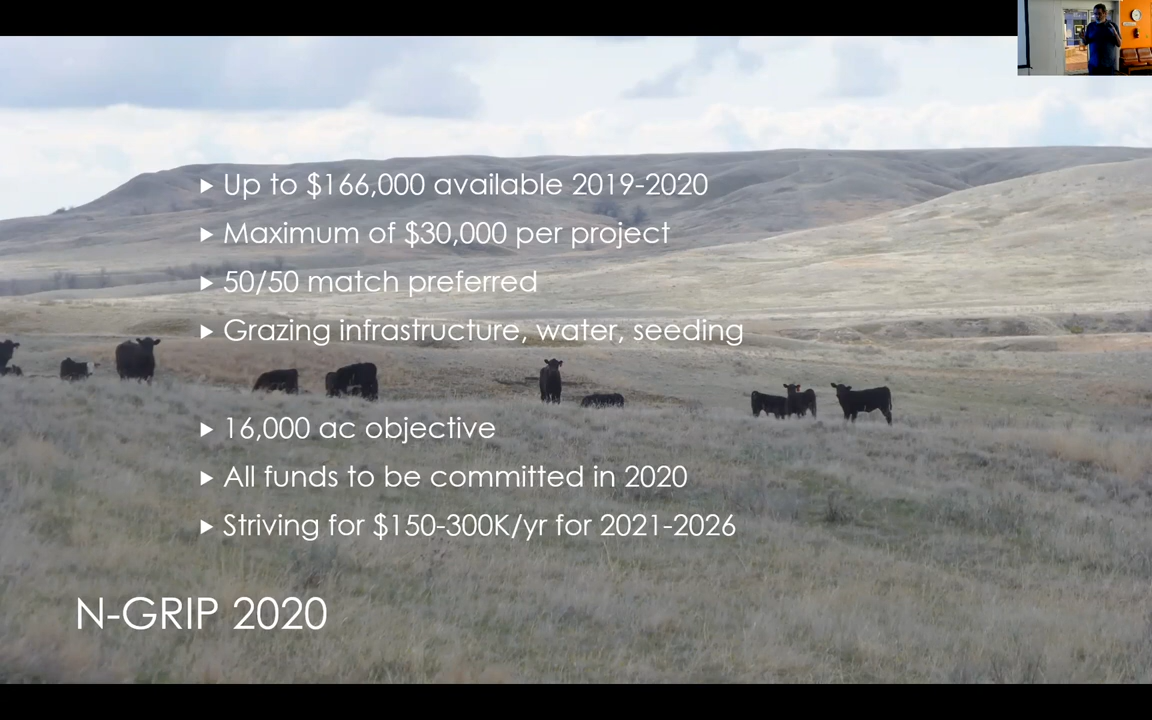 Up to $166,000 available 2019-2020
Maximum of $30,000 per project
50/50 match preferred
Grazing infrastructure, water, seeding
16,000 ac objective
All funds to be committed in 2020
Striving for $150-300K/yr for 2021-2026
N-GRIP 2020